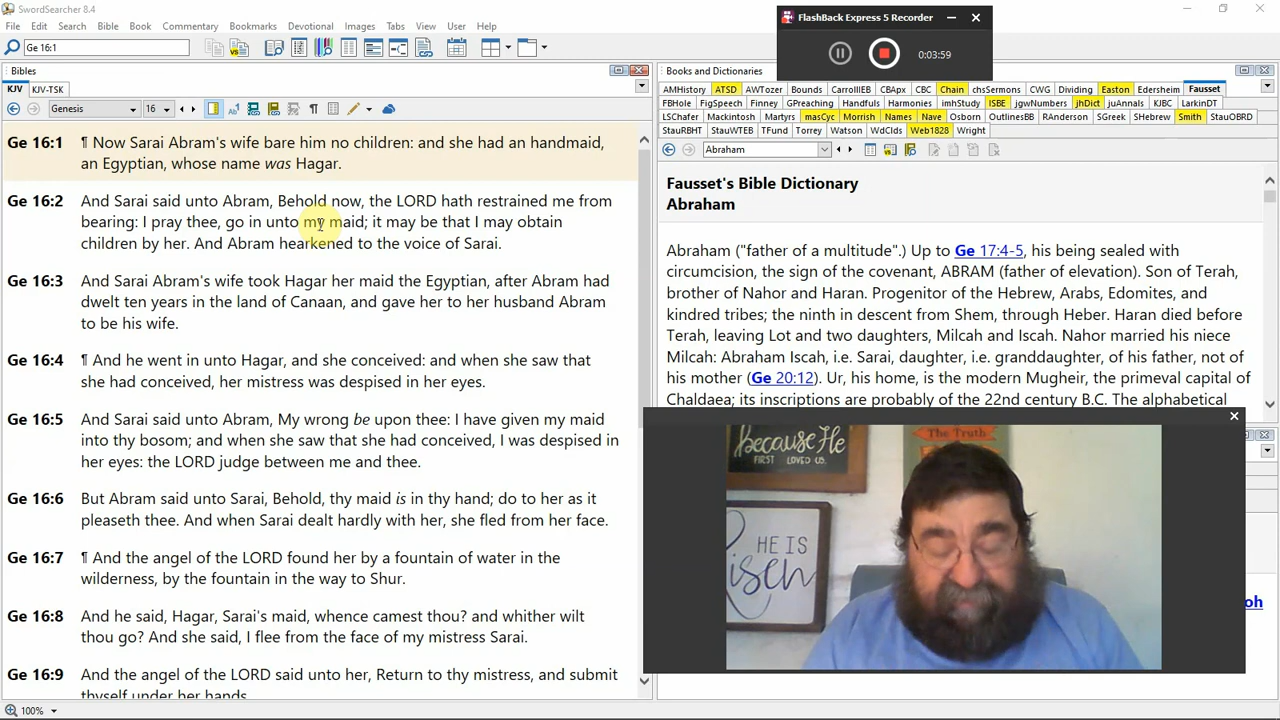 SwordSearcher 8.4
File Edit Search Bible Book Commentary Bookmarks Devotional Images Tabs View User Help
Ge 16:1
Bibles
KJV KJV-TSK
Genesis 16
Ge 16:1 ¶ Now Sarai Abram's wife bare him no children: and she had an handmaid,
an Egyptian, whose name was Hagar.
Ge 16:2 And Sarai said unto Abram, Behold now, the LORD hath restrained me from
bearing: I pray thee, go in unto my maid; it may be that I may obtain
children by her. And Abram hearkened to the voice of Sarai.
Ge 16:3 And Sarai Abram's wife took Hagar her maid the Egyptian, after Abram had
dwelt ten years in the land of Canaan, and gave her to her husband Abram
to be his wife.
Ge 16:4 ¶ And he went in unto Hagar, and she conceived: and when she saw that
she had conceived, her mistress was despised in her eyes.
Ge 16:5 And Sarai said unto Abram, My wrong be upon thee: I have given my maid
into thy bosom; and when she saw that she had conceived, I was despised in
her eyes: the LORD judge between me and thee.
Ge 16:6 But Abram said unto Sarai, Behold, thy maid is in thy hand; do to her as it
pleaseth thee. And when Sarai dealt hardly with her, she fled from her face.
Ge 16:7 ¶ And the angel of the LORD found her by a fountain of water in the
wilderness, by the fountain in the way to Shur.
Ge 16:8 And he said, Hagar, Sarai's maid, whence camest thou? and whither wilt
thou go? And she said, I flee from the face of my mistress Sarai.
Ge 16:9 And the angel of the LORD said unto her, Return to thy mistress, and submit
thyself under her hands.
100%
FlashBack Express 5 Recorder
0:03:59
Books and Dictionaries
AMHistory ATSD AWTozer Bounds CarrollEIB CBApx CBC Chain chsSermons CWG Dividing Easton Edersheim Fausset
FBHole FigSpeech Finney GPreaching Handfuls Harmonies imhStudy ISBE jgwNumbers jhDict juAnnals KJBC LarkinDT
LSChafer Mackintosh Martyrs masCyc Morrish Names Nave Osborn OutlinesBB RAnderson SGreek SHebrew Smith StauOBRD
StauRBHT StauWTEB TFund Torrey Watson WdClds Web1828 Wright
Abraham
Fausset's Bible Dictionary
Abraham
Abraham ("father of a multitude".) Up to Ge 17:4-5, his being sealed with
circumcision, the sign of the covenant, ABRAM (father of elevation). Son of Terah,
brother of Nahor and Haran. Progenitor of the Hebrew, Arabs, Edomites, and
kindred tribes; the ninth in descent from Shem, through Heber. Haran died before
Terah, leaving Lot and two daughters, Milcah and Iscah. Nahor married his niece
Milcah: Abraham Iscah, i.e. Sarai, daughter, i.e. granddaughter, of his father, not of
his mother (Ge 20:12). Ur, his home, is the modern Mugheir, the primeval capital of
Chaldaea; its inscriptions are probably of the 22nd century B.C. The alphabetical
because He
FIRST LOVED US.
The Truth
HE IS
Risen
oh